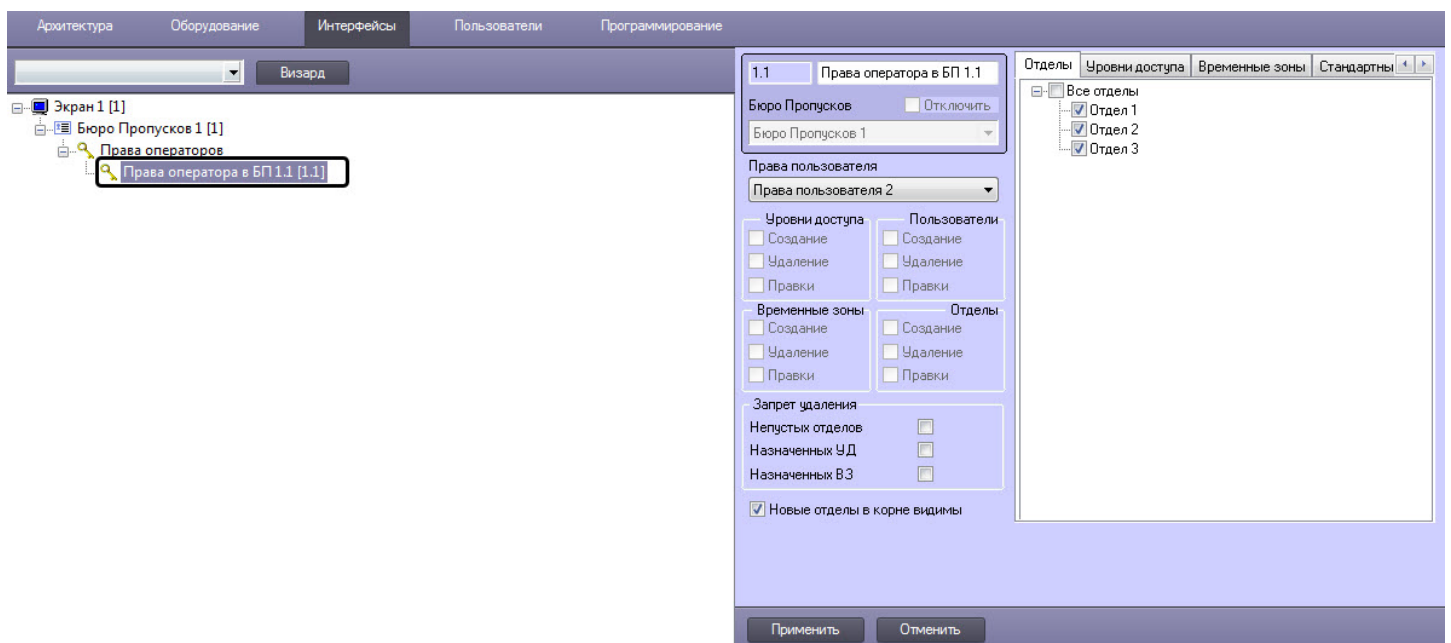 Архитектура Оборудование Интерфейсы Пользователи Программирование
Визард
Экран 1 [1]
Бюро Пропусков 1 [1]
Права операторов
Права оператора в БП 1.1 [1.1]
1.1 Права оператора в БП 1.1
Бюро Пропусков Отключить
Бюро Пропусков 1
Права пользователя
Права пользователя 2
Уровни доступа Пользователи
Создание Создание
Удаление Удаление
Правки Правки
Временные зоны Отделы
Создание Создание
Удаление Удаление
Правки Правки
Запрет удаления
Непустых отделов
Назначенных УД
Назначенных ВЗ
Новые отделы в корне видимы
Отделы Уровни доступа Временные зоны Стандартны
Все отделы
Отдел 1
Отдел 2
Отдел 3
Применить Отменить